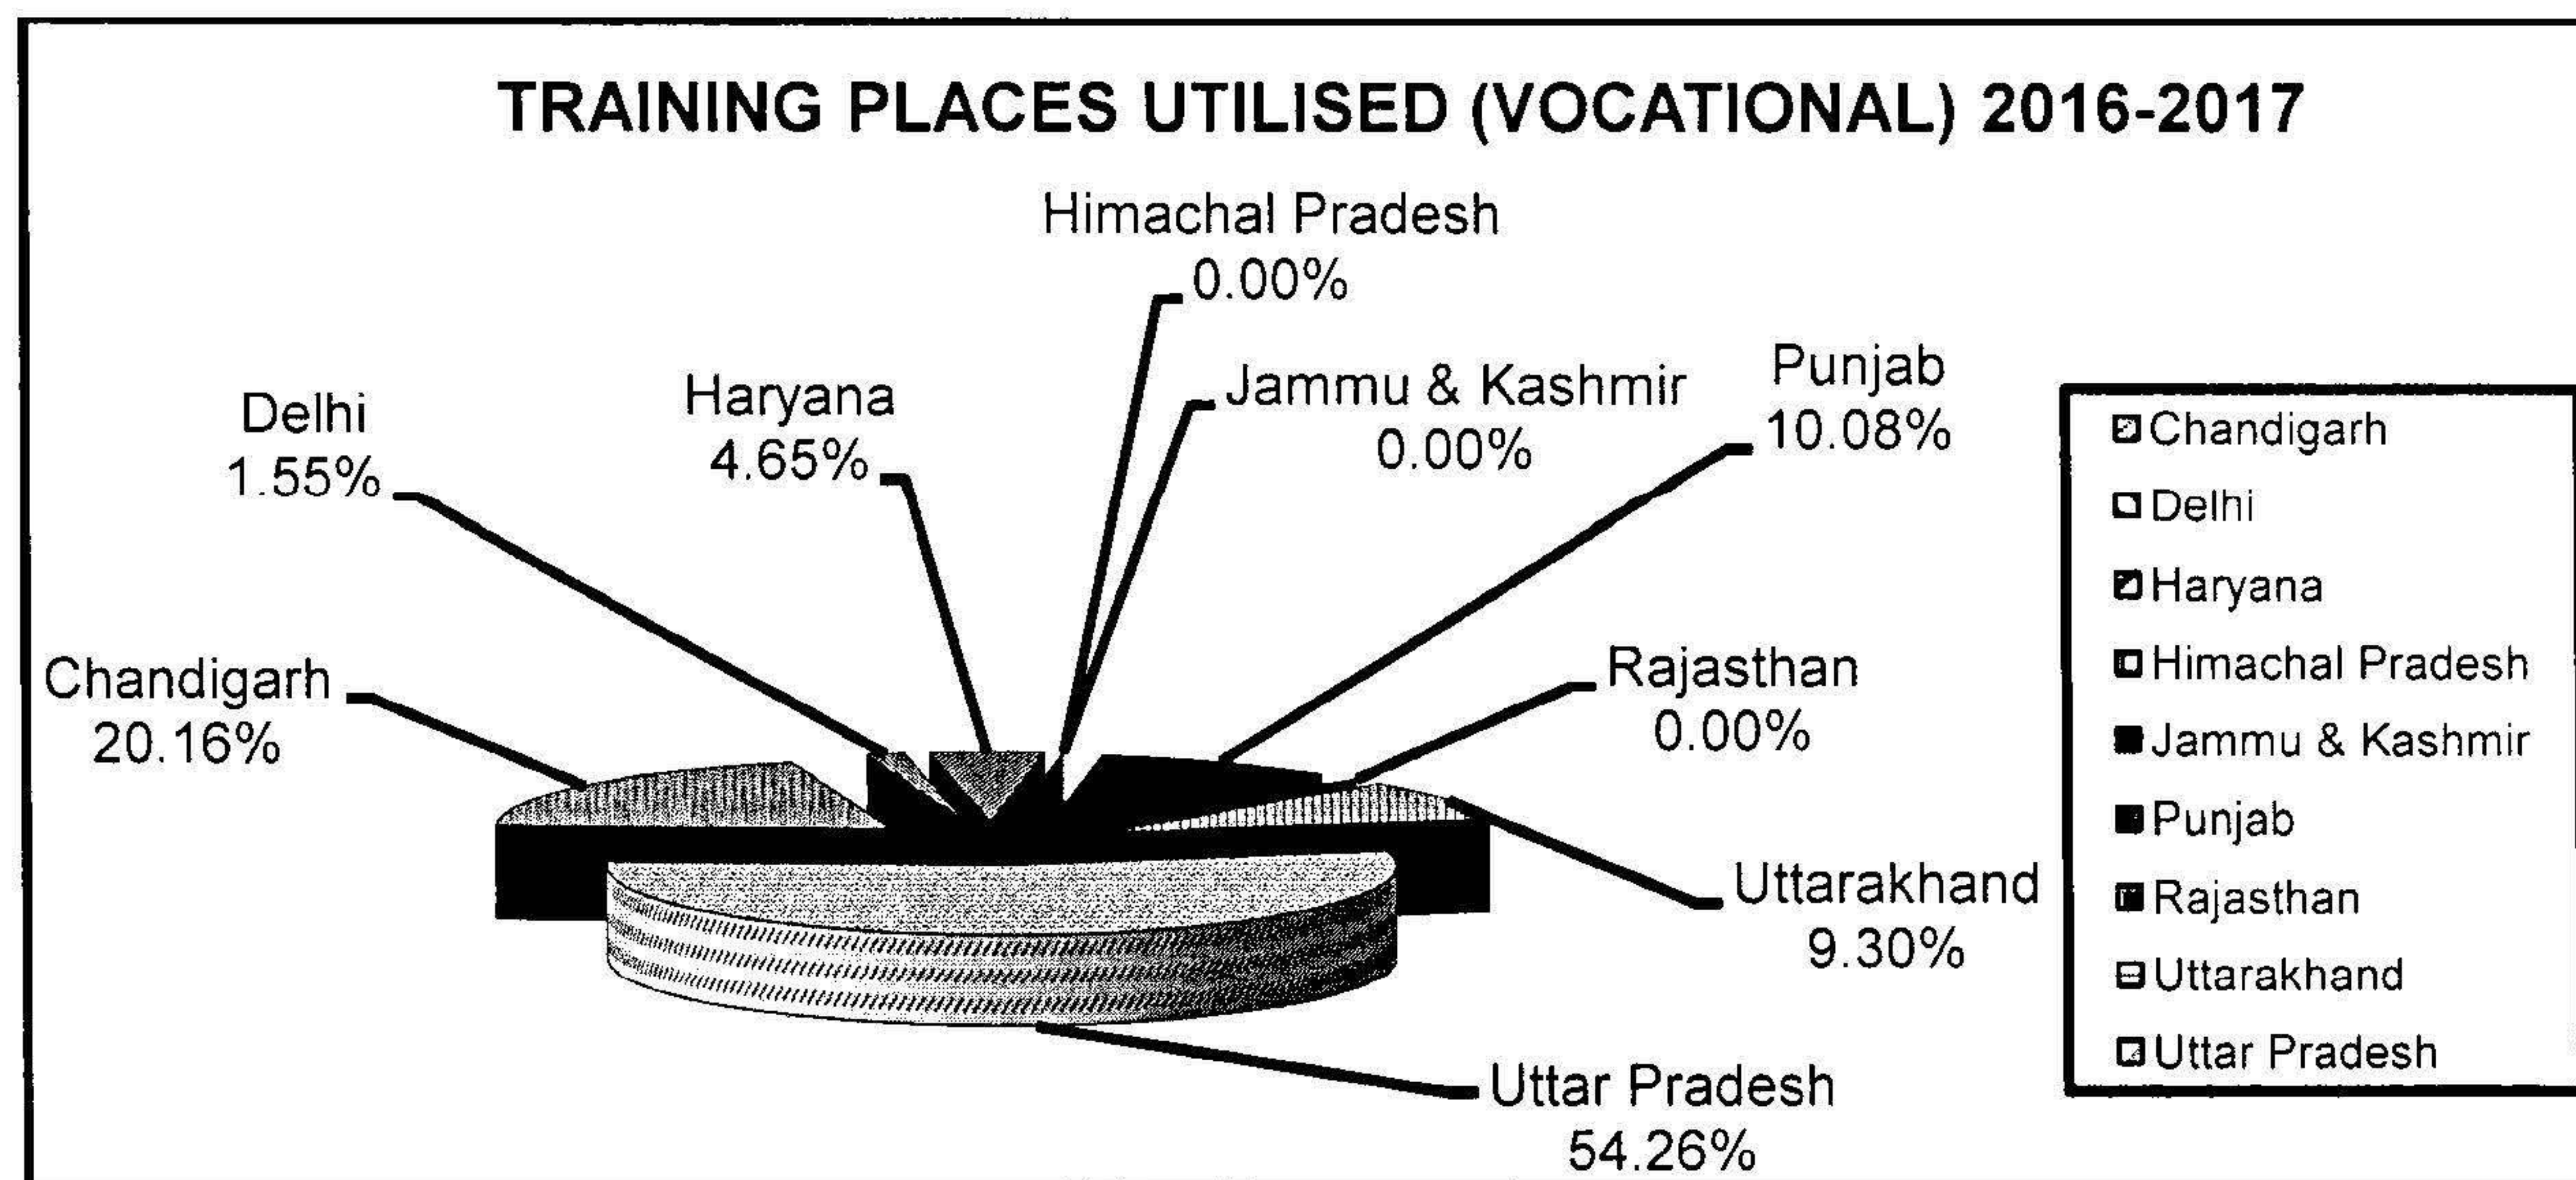 TRAINING PLACES UTILISED (VOCATIONAL) 2016-2017
Himachal Pradesh
0.00%
Jammu & Kashmir
0.00%
Punjab
10.08%
Haryana
4.65%
Delhi
1.55%
Chandigarh
20.16%
Rajasthan
0.00%
Uttarakhand
9.30%
Uttar Pradesh
54.26%
Chandigarh
Delhi
Haryana
Himachal Pradesh
Jammu & Kashmir
Punjab
Rajasthan
Uttarakhand
Uttar Pradesh